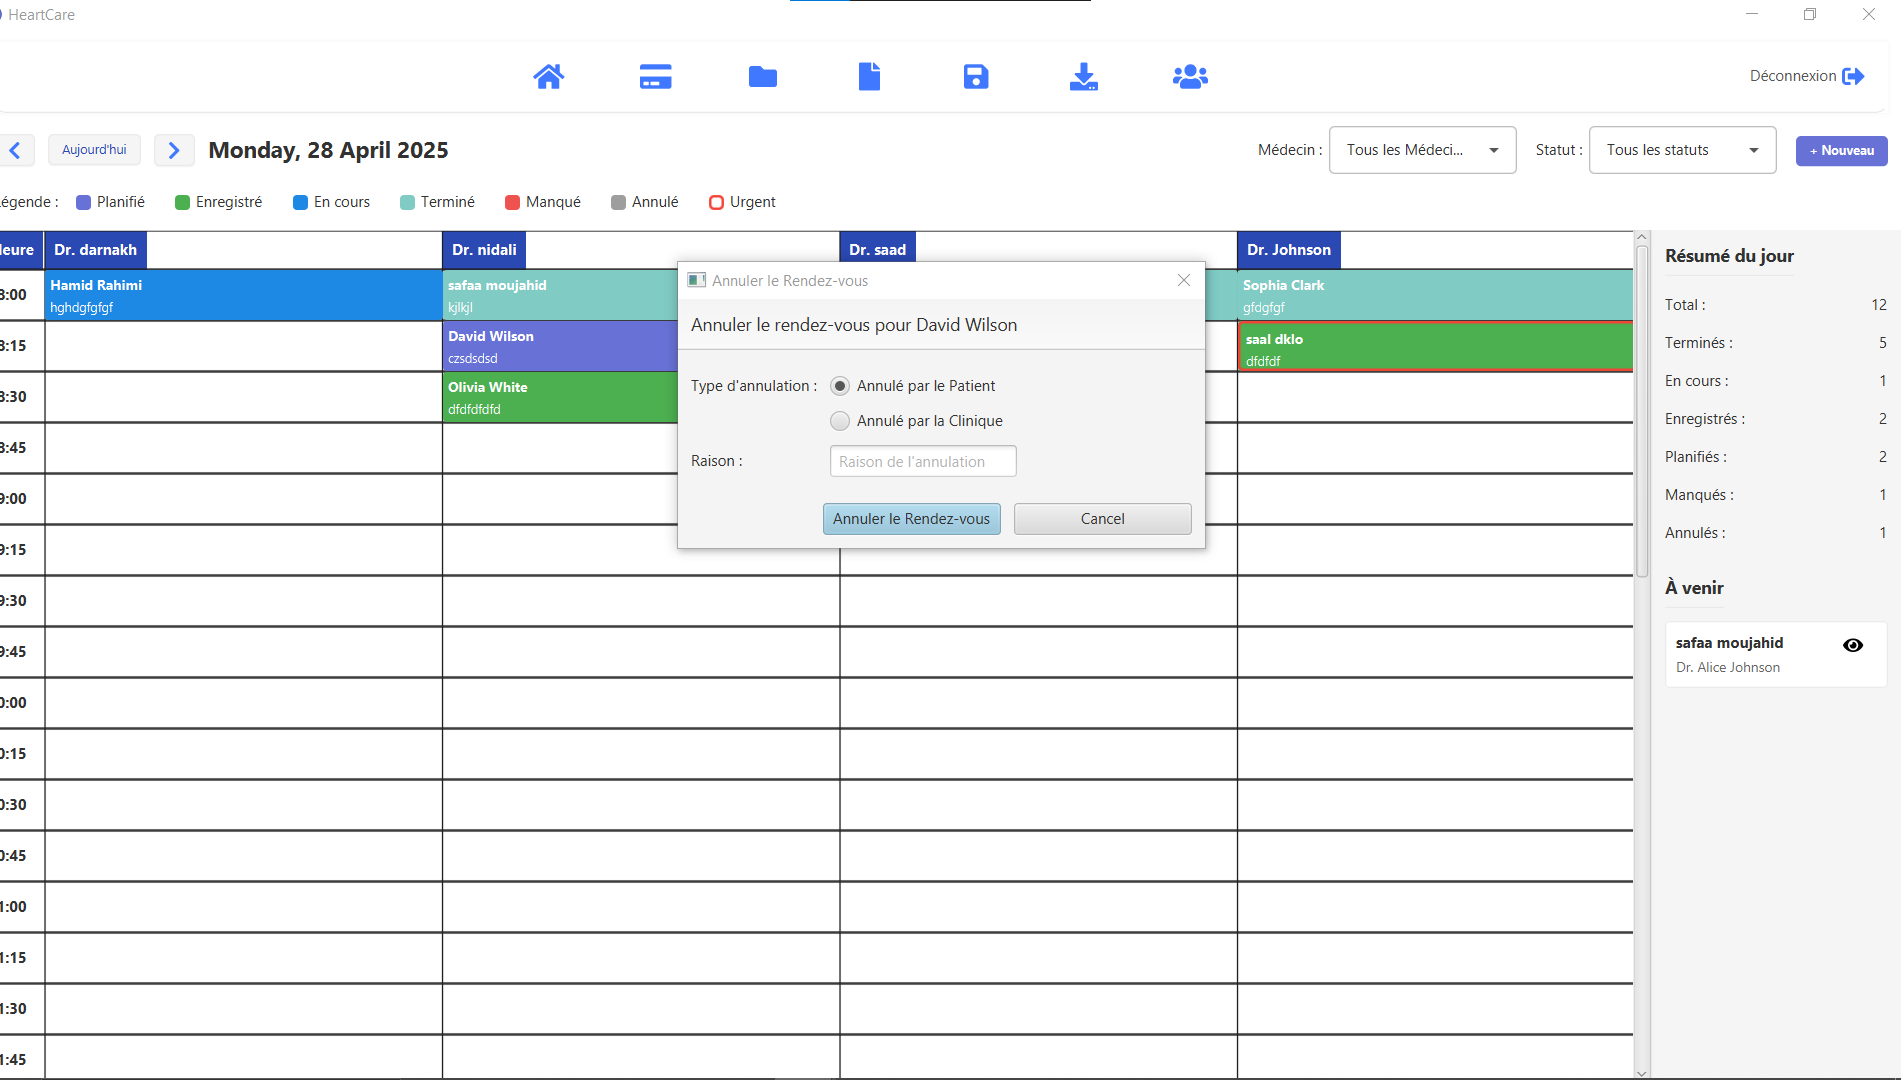 HeartCare
Déconnexion
Aujourd'hui
Monday, 28 April 2025
Médecin :
Tous les Médeci...
Statut :
Tous les statuts
+ Nouveau
égende :
Planifié
Enregistré
En cours
Terminé
Manqué
Annulé
Urgent
eure
Dr. darnakh
Dr. nidali
Dr. saad
Dr. Johnson
8:00
Hamid Rahimi
hghdgfgfgf
safaa moujahid
kjlkjl
Sophia Clark
gfdgfgf
8:15
David Wilson
czsdsdsd
saal dklo
dfdfdf
8:30
Olivia White
dfdfdfdfd
8:45
9:00
9:15
9:30
9:45
0:00
0:15
0:30
0:45
1:00
1:15
1:30
1:45
Annuler le Rendez-vous
Annuler le rendez-vous pour David Wilson
Type d'annulation :
Annulé par le Patient
Annulé par la Clinique
Raison :
Raison de l'annulation
Annuler le Rendez-vous
Cancel
Résumé du jour
Total : 12
Terminés : 5
En cours : 1
Enregistrés : 2
Planifiés : 2
Manqués : 1
Annulés : 1
À venir
safaa moujahid
Dr. Alice Johnson